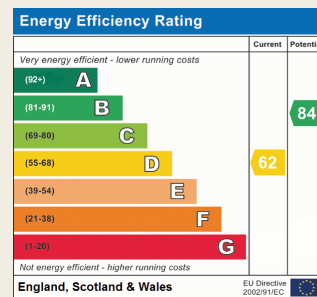 Energy Efficiency Rating
Current Potenti
Very energy efficient - lower running costs
(92+) A
(81-91) B
84
(69-80) C
(55-68) D
62
(39-54) E
(21-38) F
(1-20) G
Not energy efficient - higher running costs
England, Scotland & Wales
EU Directive
2002/91/EC